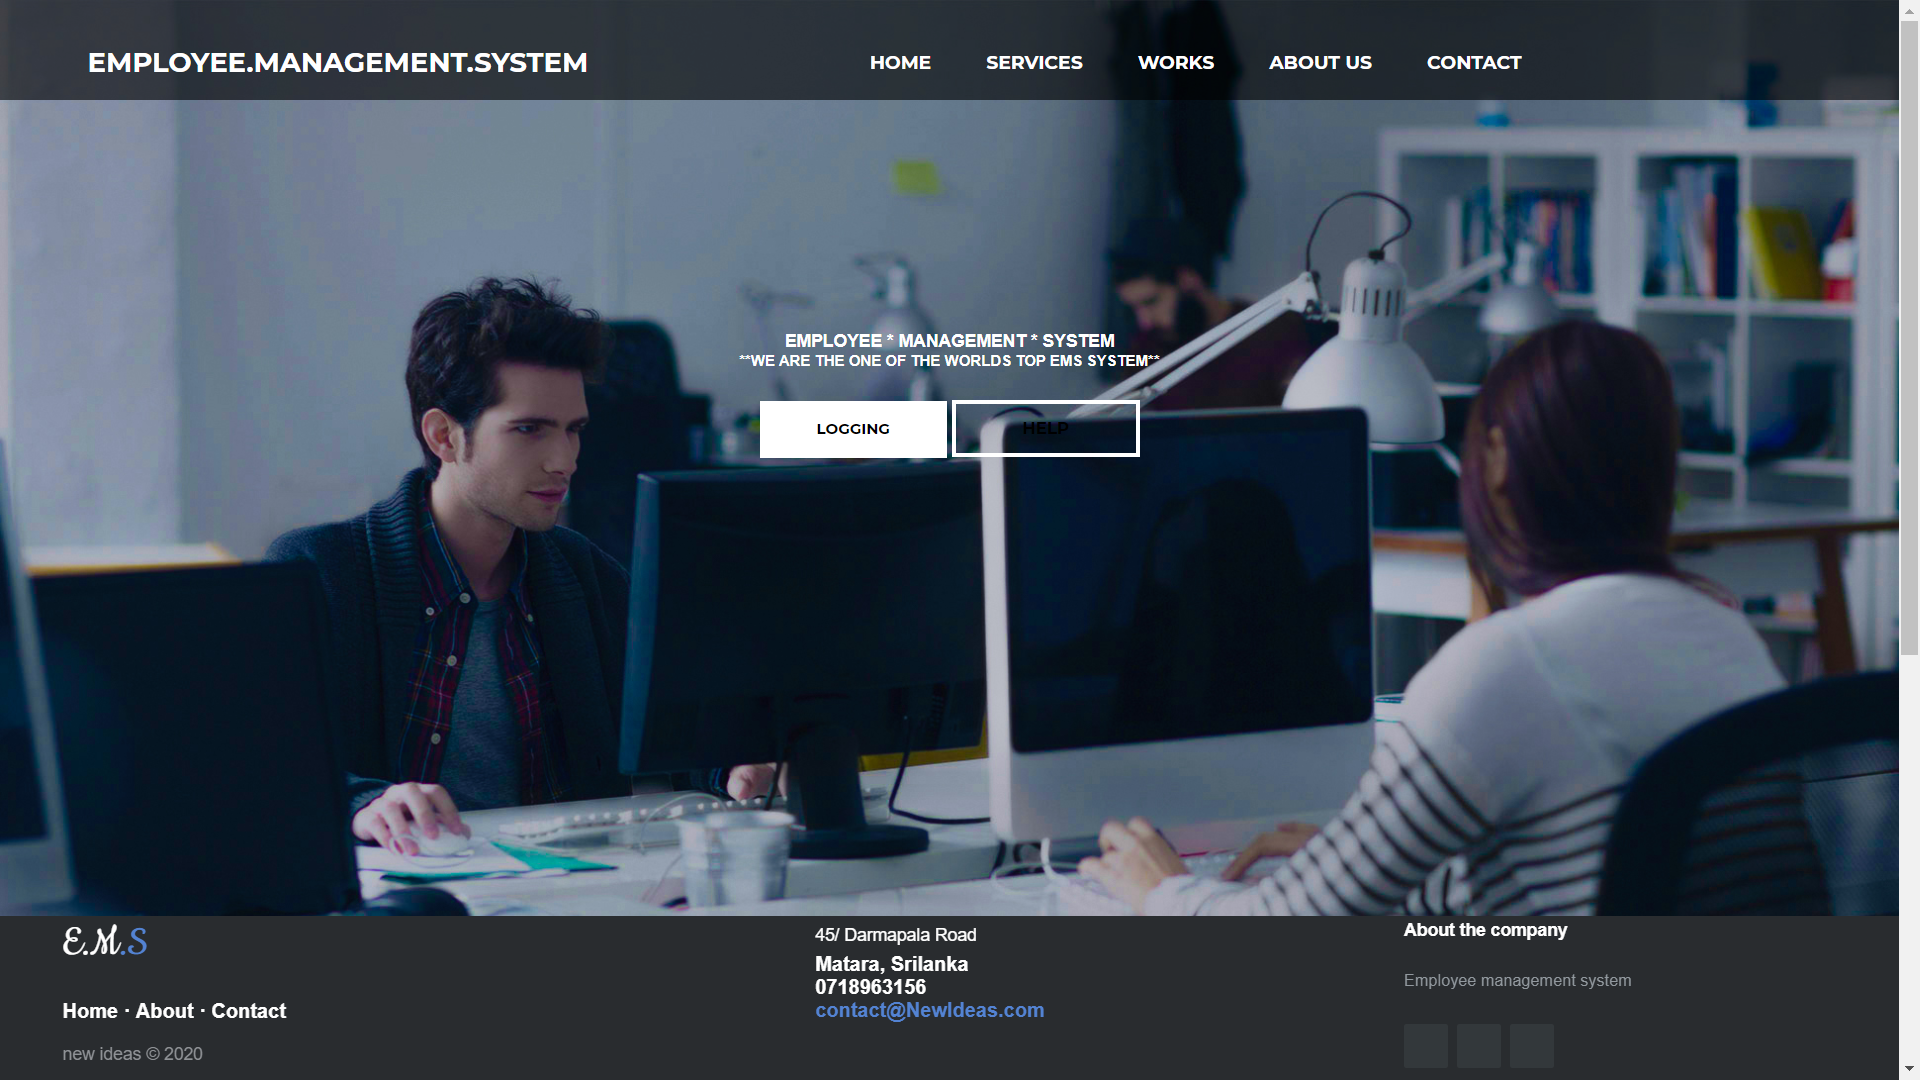 EMPLOYEE.MANAGEMENT.SYSTEM
HOME SERVICES WORKS ABOUT US CONTACT
EMPLOYEE * MANAGEMENT * SYSTEM
**WE ARE THE ONE OF THE WORLDS TOP EMS SYSTEM**
LOGGING HELP
E.M.S
Home · About · Contact
new ideas © 2020
45/ Darmapala Road
Matara, Srilanka
0718963156
contact@NewIdeas.com
About the company
Employee management system